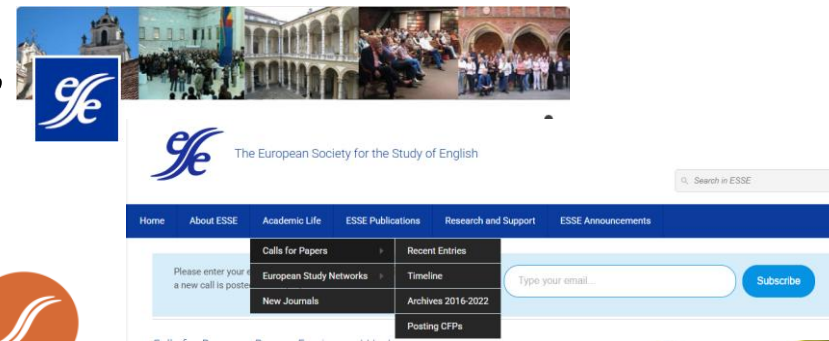 esse
esse
The European Society for the Study of English
Search in ESSE
Home About ESSE Academic Life ESSE Publications Research and Support ESSE Announcements
Calls for Papers Recent Entries
Please enter your e
European Study Networks Timeline
Type your email...
Subscribe
a new call is poste
New Journals Archives 2016-2022
Posting CFPs